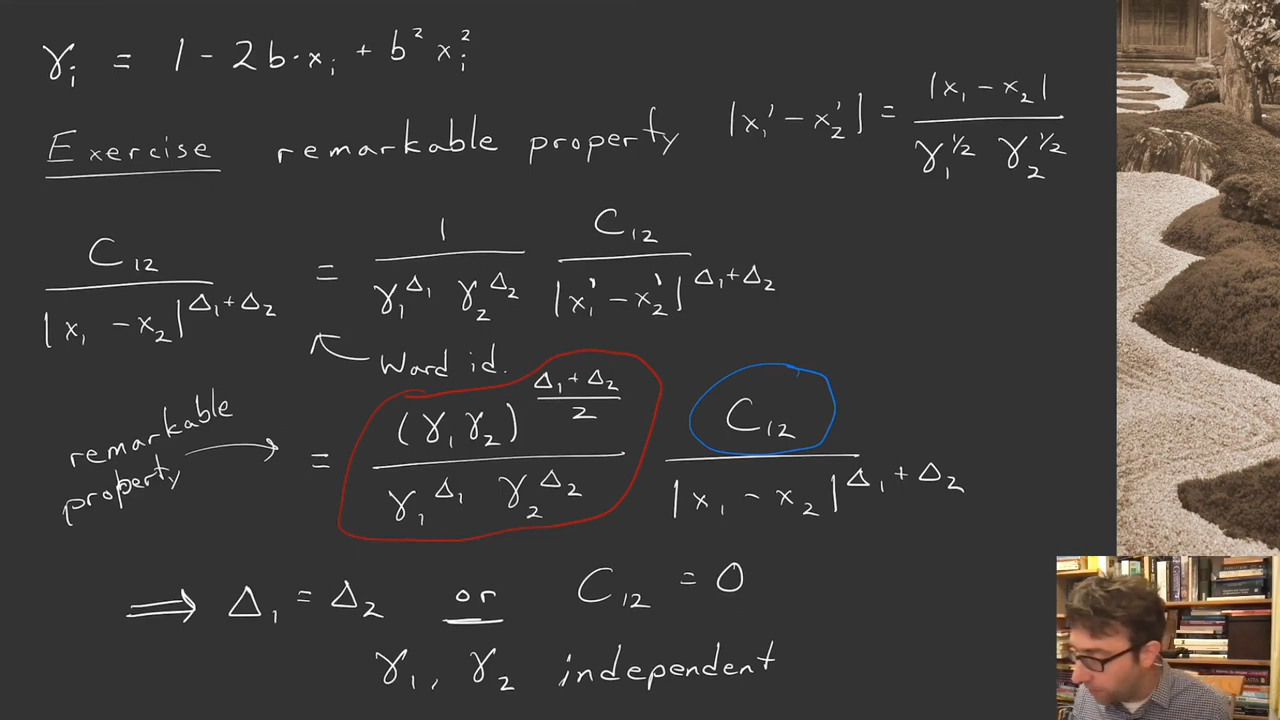 γᵢ = 1 - 2b·xᵢ + b² xᵢ²
Exercise remarkable property |x₁' - x₂'| = |x₁ - x₂| / γ₁^½ γ₂^½
C₁₂ / |x₁ - x₂|^Δ₁+Δ₂ = 1 / γ₁^Δ₁ γ₂^Δ₂ C₁₂ / |x₁' - x₂'|^Δ₁+Δ₂
Ward id.
remarkable property = (γ₁γ₂)^(Δ₁+Δ₂)/2 / γ₁^Δ₁ γ₂^Δ₂ C₁₂ / |x₁ - x₂|^Δ₁+Δ₂
⟹ Δ₁ = Δ₂ or C₁₂ = 0
γ₁, γ₂ independent